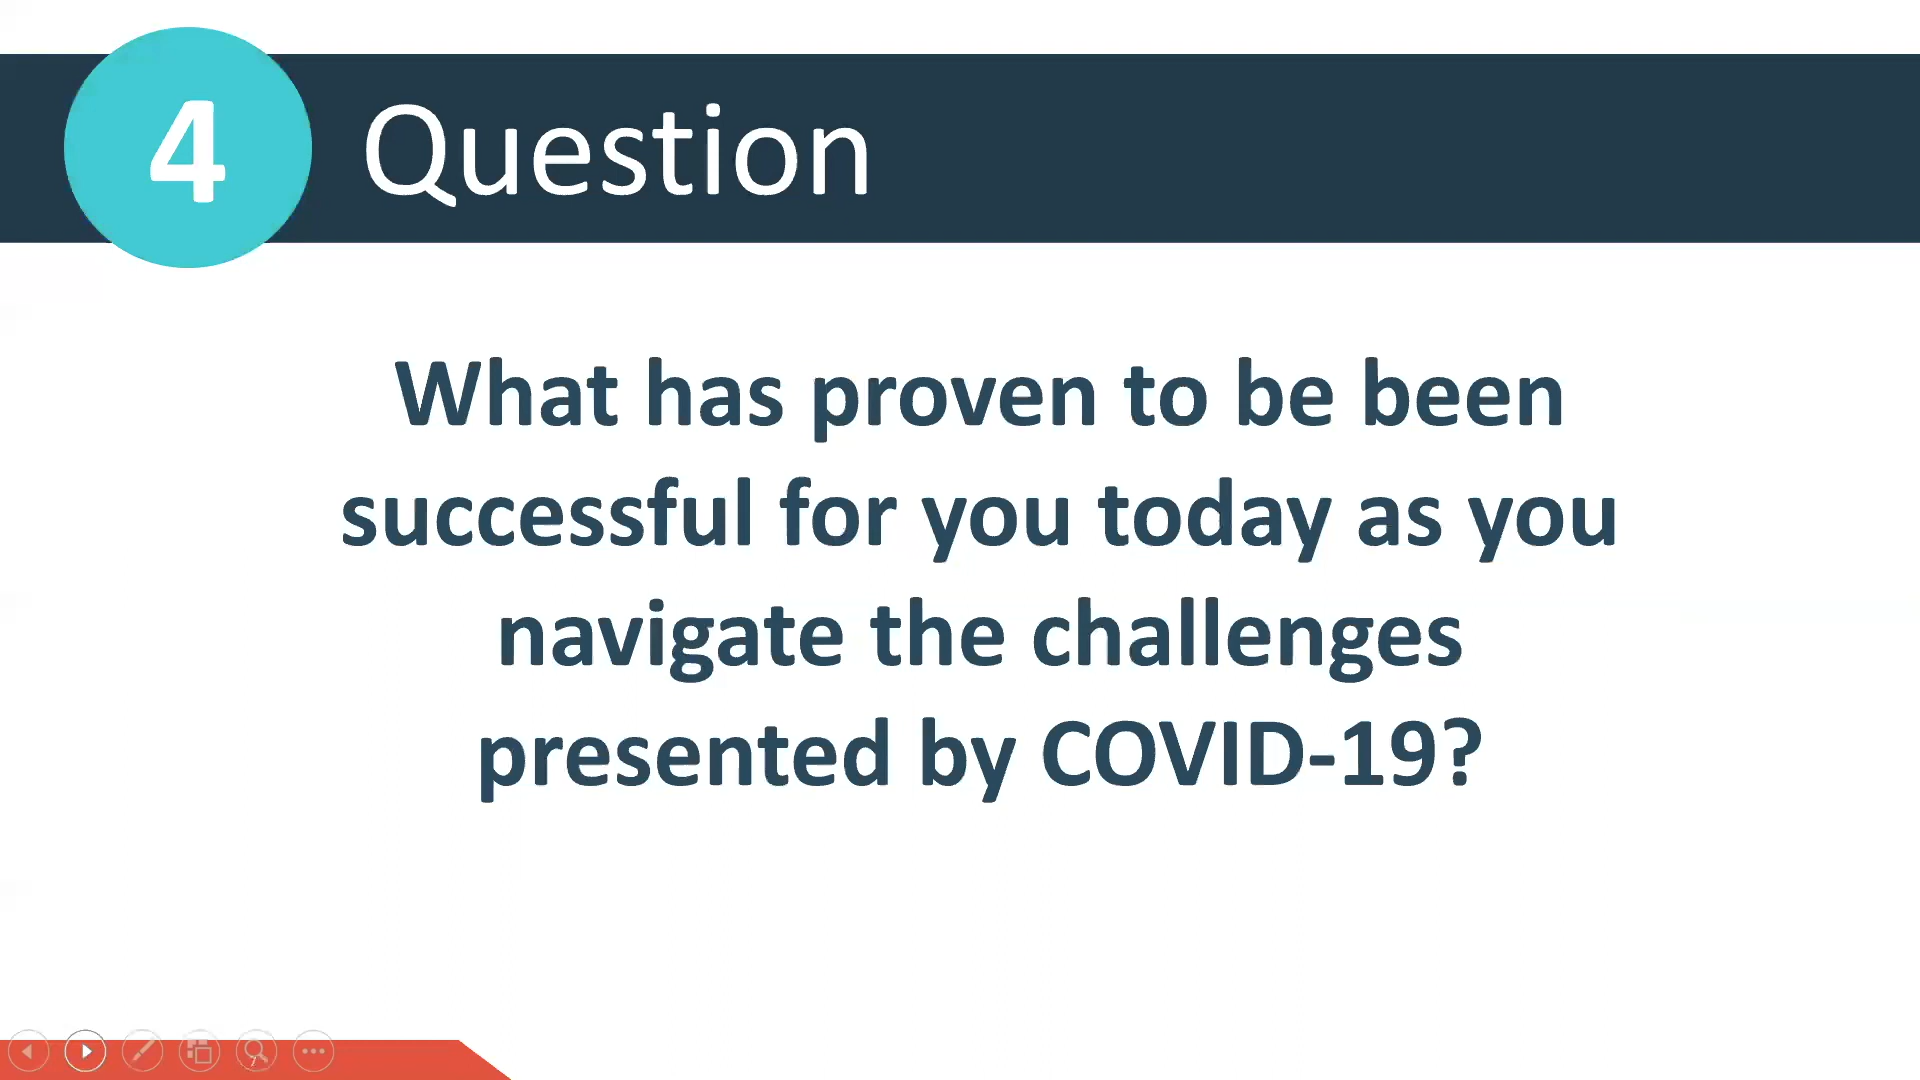 4 Question
What has proven to be been
successful for you today as you
navigate the challenges
presented by COVID-19?